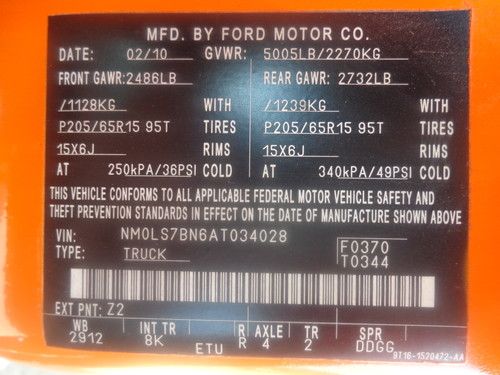 MFD. BY FORD MOTOR CO.
DATE: 02/10 GVWR: 5005LB/2270KG
FRONT GAWR: 2486LB REAR GAWR: 2732LB
/1128KG WITH /1239KG WITH
P205/65R15 95T TIRES P205/65R15 95T TIRES
15X6J RIMS 15X6J RIMS
AT 250kPA/36PSI COLD AT 340kPA/49PSI COLD
THIS VEHICLE CONFORMS TO ALL APPLICABLE FEDERAL MOTOR VEHICLE SAFETY AND
THEFT PREVENTION STANDARDS IN EFFECT ON THE DATE OF MANUFACTURE SHOWN ABOVE
VIN: NM0LS7BN6AT034028 F0370
TYPE: TRUCK T0344
EXT PNT: Z2
WB INT TR R AXLE TR SPR
2912 8K ETU R 4 2 DDGG
9T16-1520472-AA